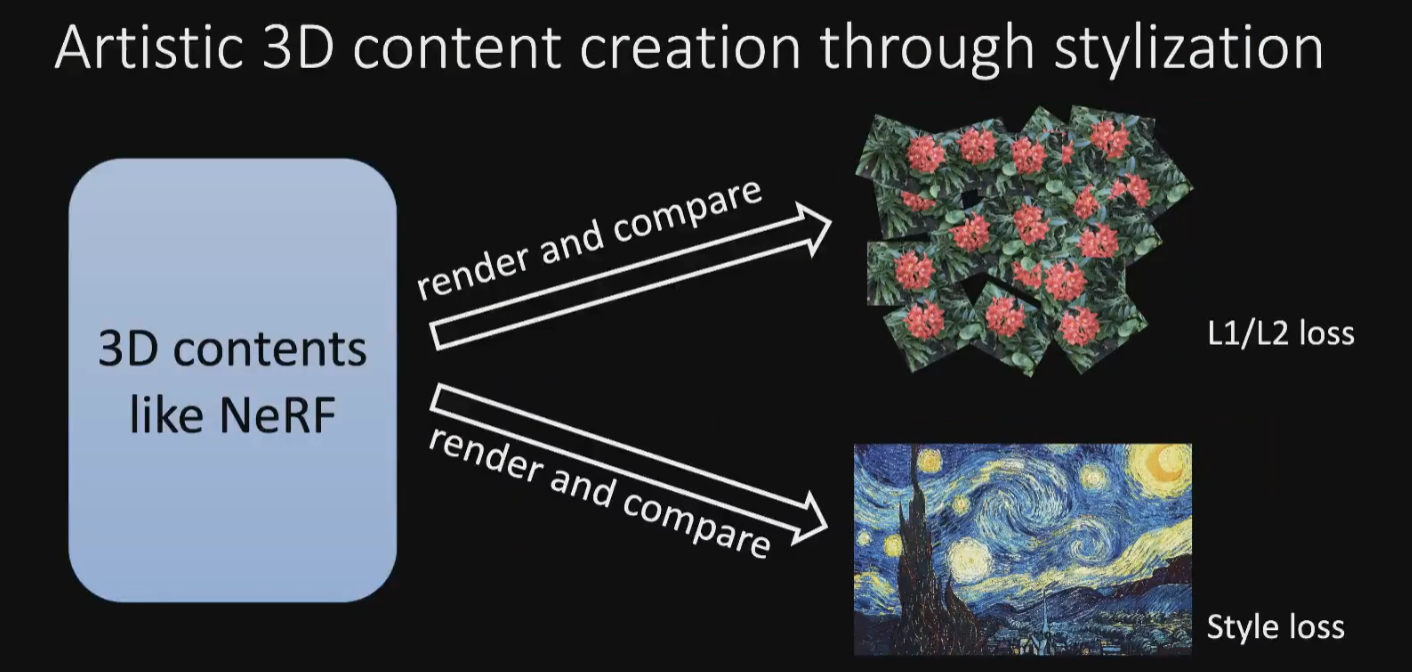 Artistic 3D content creation through stylization
3D contents
like NeRF
render and compare
L1/L2 loss
render and compare
Style loss